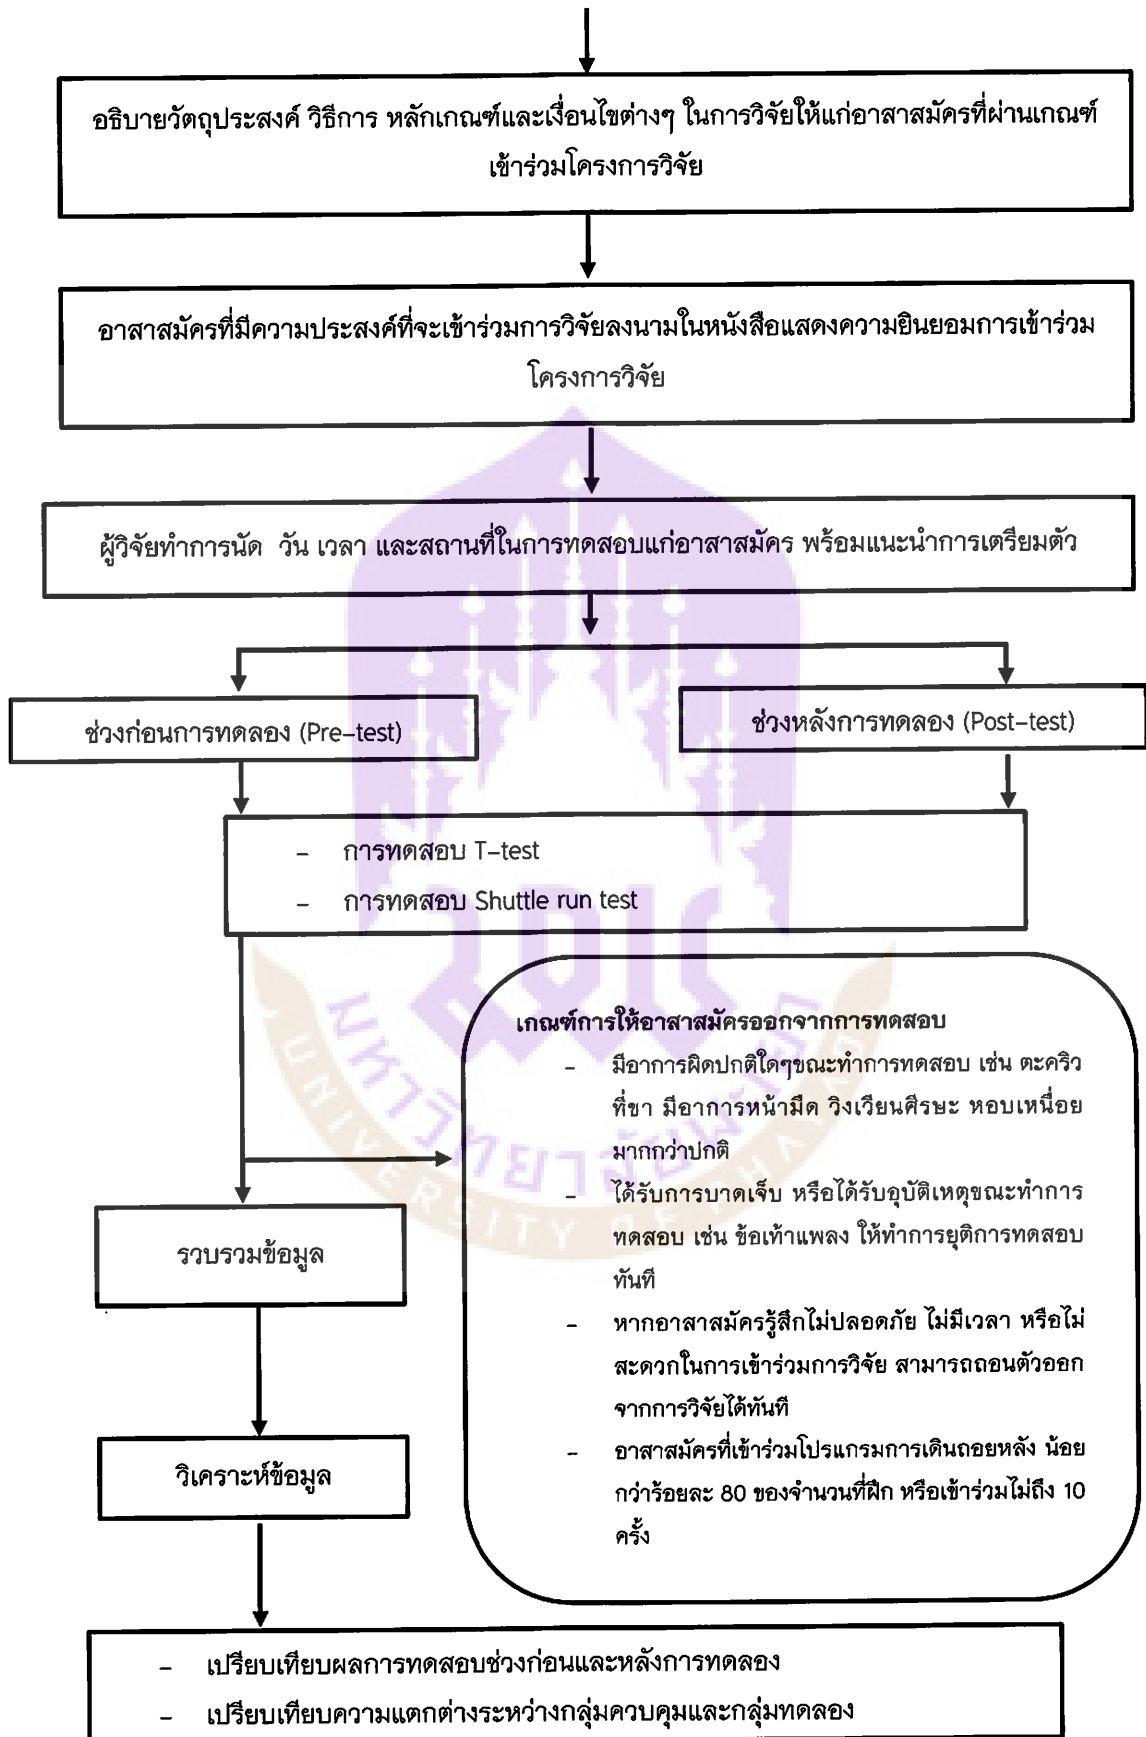 อธิบายวัตถุประสงค์ วิธีการ หลักเกณฑ์และเงื่อนไขต่างๆ ในการวิจัยให้แก่อาสาสมัครที่ผ่านเกณฑ์
เข้าร่วมโครงการวิจัย
อาสาสมัครที่มีความประสงค์ที่จะเข้าร่วมการวิจัยลงนามในหนังสือแสดงความยินยอมการเข้าร่วม
โครงการวิจัย
ผู้วิจัยทำการนัด วัน เวลา และสถานที่ในการทดสอบแก่อาสาสมัคร พร้อมแนะนำการเตรียมตัว
ช่วงก่อนการทดลอง (Pre–test)
ช่วงหลังการทดลอง (Post–test)
– การทดสอบ T–test
– การทดสอบ Shuttle run test
เกณฑ์การให้อาสาสมัครออกจากการทดสอบ
– มีอาการผิดปกติใดๆขณะทำการทดสอบ เช่น ตะคริว
ที่ขา มีอาการหน้ามืด วิงเวียนศีรษะ หอบเหนื่อย
มากกว่าปกติ
– ได้รับการบาดเจ็บ หรือได้รับอุบัติเหตุขณะทำการ
ทดสอบ เช่น ข้อเท้าแพลง ให้ทำการยุติการทดสอบ
ทันที
– หากอาสาสมัครรู้สึกไม่ปลอดภัย ไม่มีเวลา หรือไม่
สะดวกในการเข้าร่วมการวิจัย สามารถถอนตัวออก
จากการวิจัยได้ทันที
– อาสาสมัครที่เข้าร่วมโปรแกรมการเดินถอยหลัง น้อย
กว่าร้อยละ 80 ของจำนวนที่ฝึก หรือเข้าร่วมไม่ถึง 10
ครั้ง
รวบรวมข้อมูล
วิเคราะห์ข้อมูล
– เปรียบเทียบผลการทดสอบช่วงก่อนและหลังการทดลอง
– เปรียบเทียบความแตกต่างระหว่างกลุ่มควบคุมและกลุ่มทดลอง
มหาวิทยาลัยพะเยา
UNIVERSITY OF PHAYAO